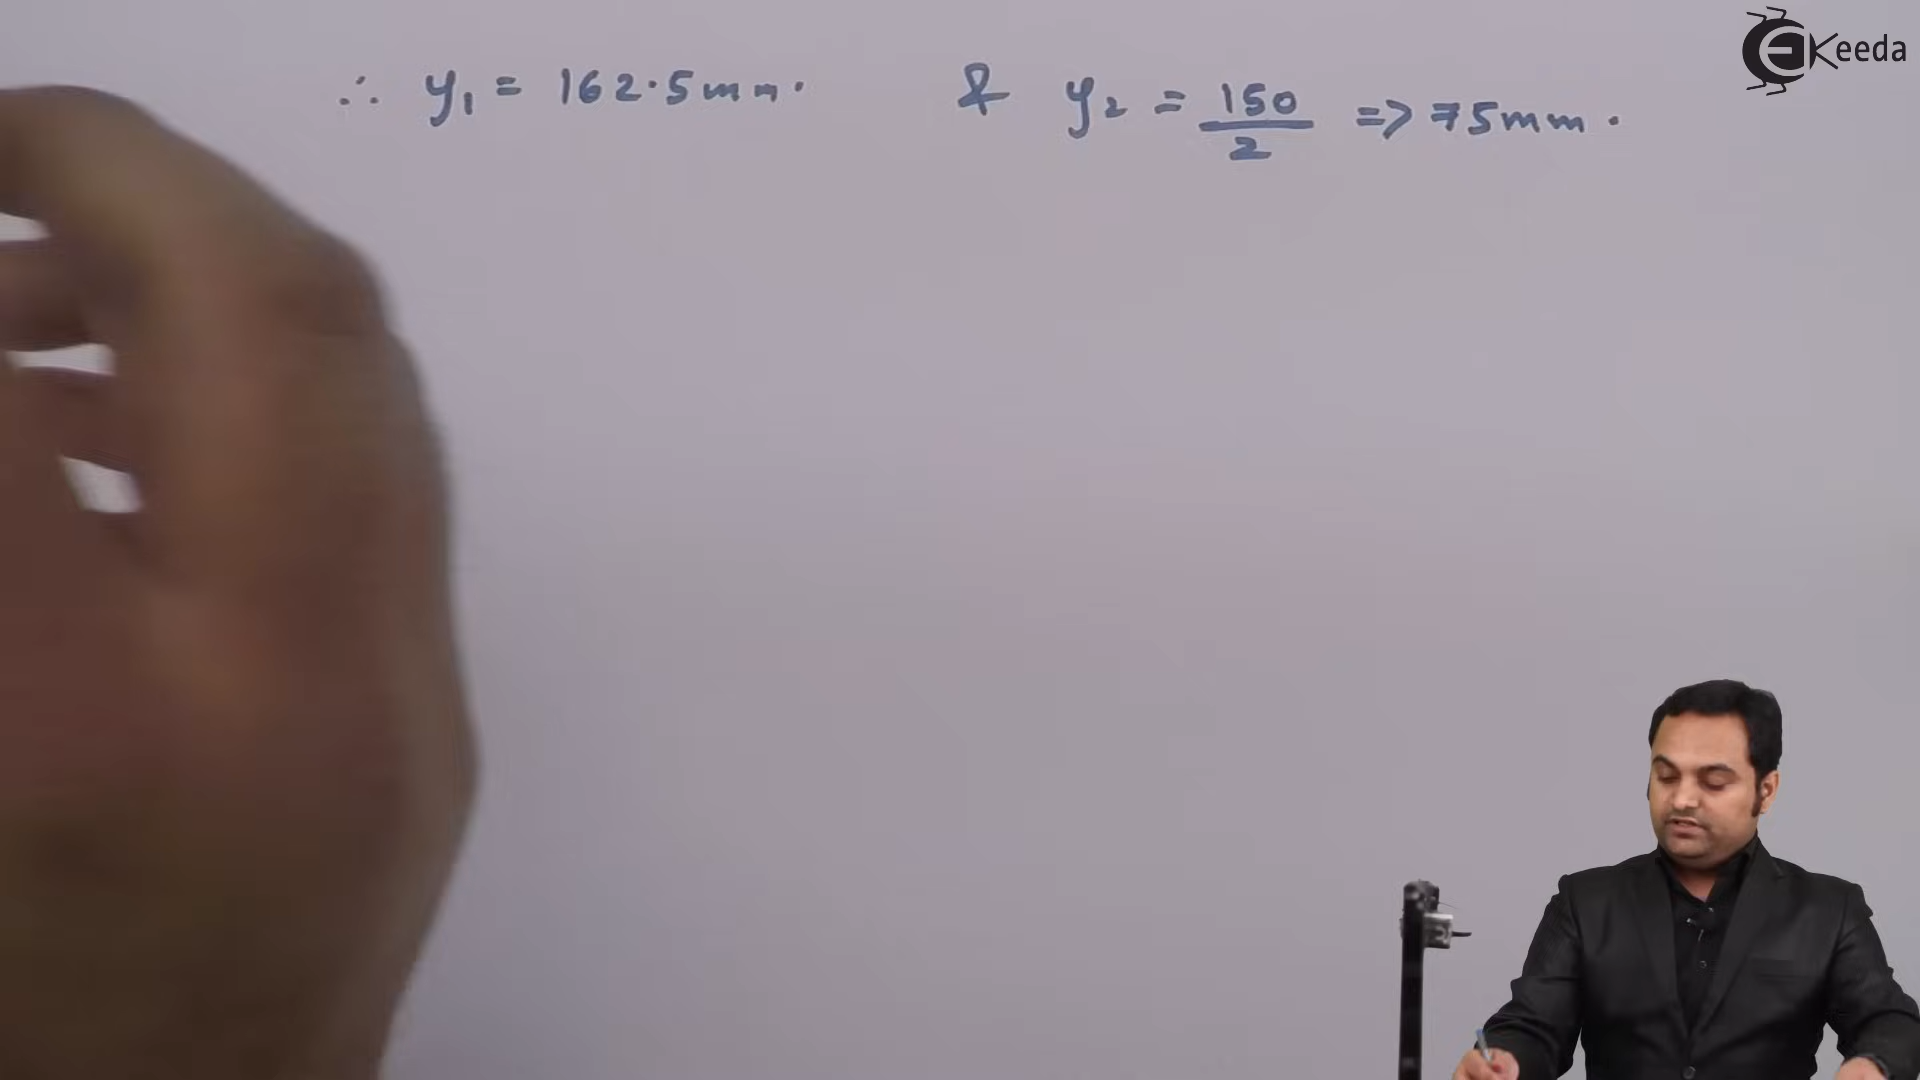 ∴ y₁ = 162.5mm. & y₂ = 150/2 => 75mm.
EKeeda